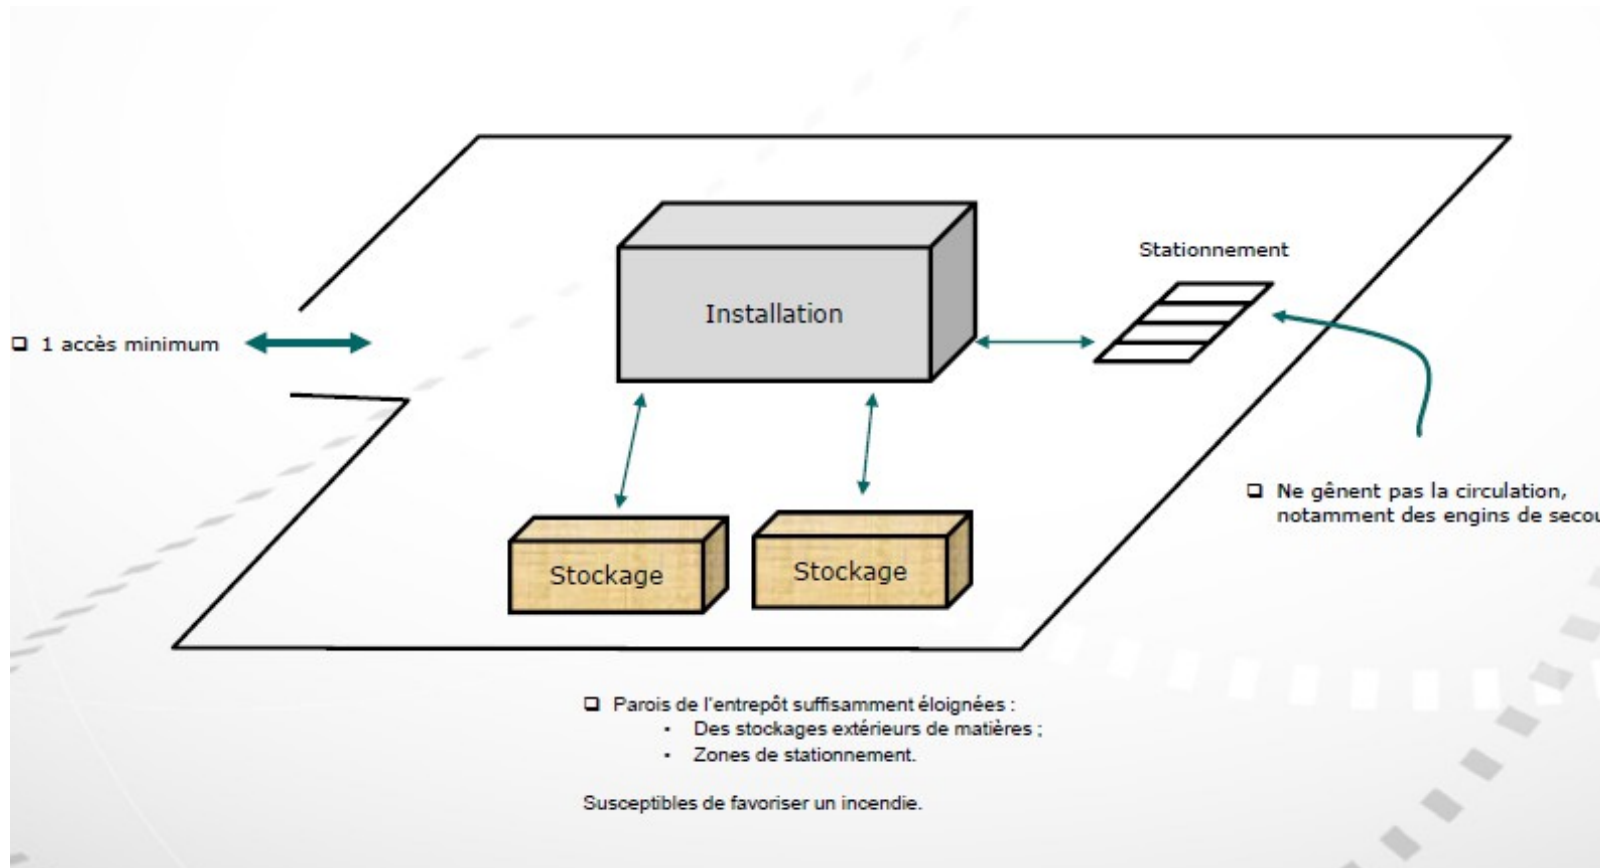 Stationnement
Installation
❑ 1 accès minimum
❑ Ne gênent pas la circulation,
notamment des engins de secou
Stockage
Stockage
❑ Parois de l'entrepôt suffisamment éloignées :
• Des stockages extérieurs de matières ;
• Zones de stationnement.
Susceptibles de favoriser un incendie.